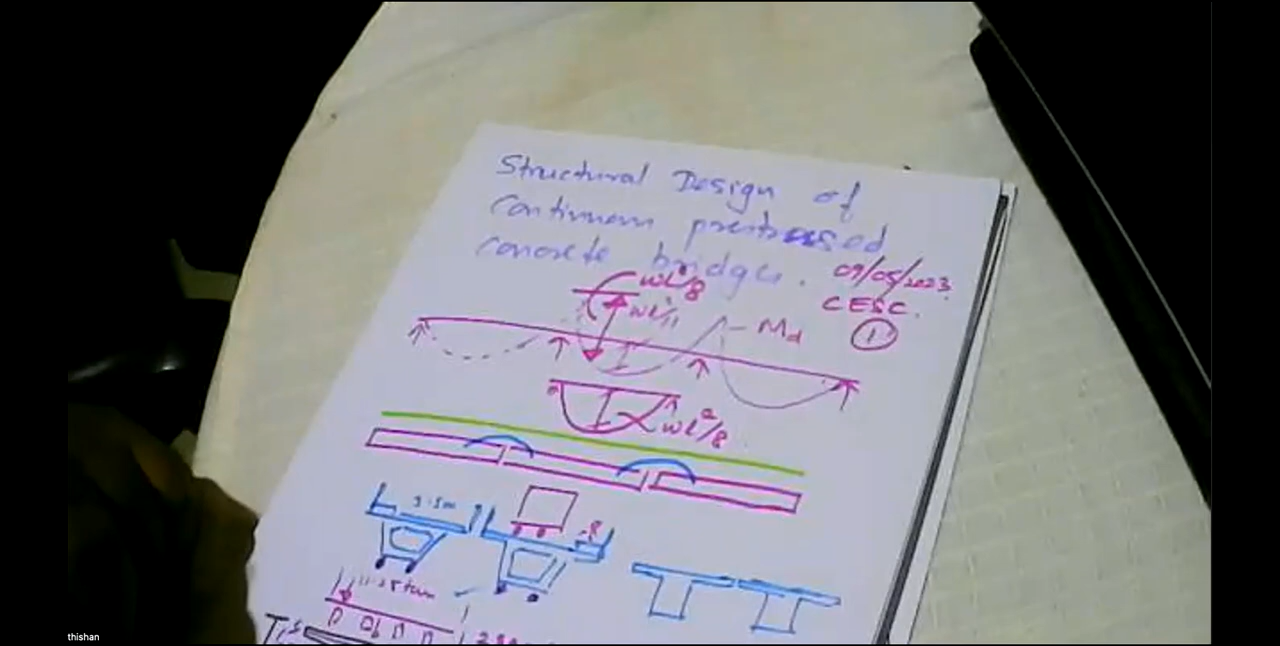 Structural Design of
Continuous prestressed
concrete bridges.
09/05/2023.
CESC.
1
wl²/8
wl²/11
Md
wl²/8
3.5m
thishan